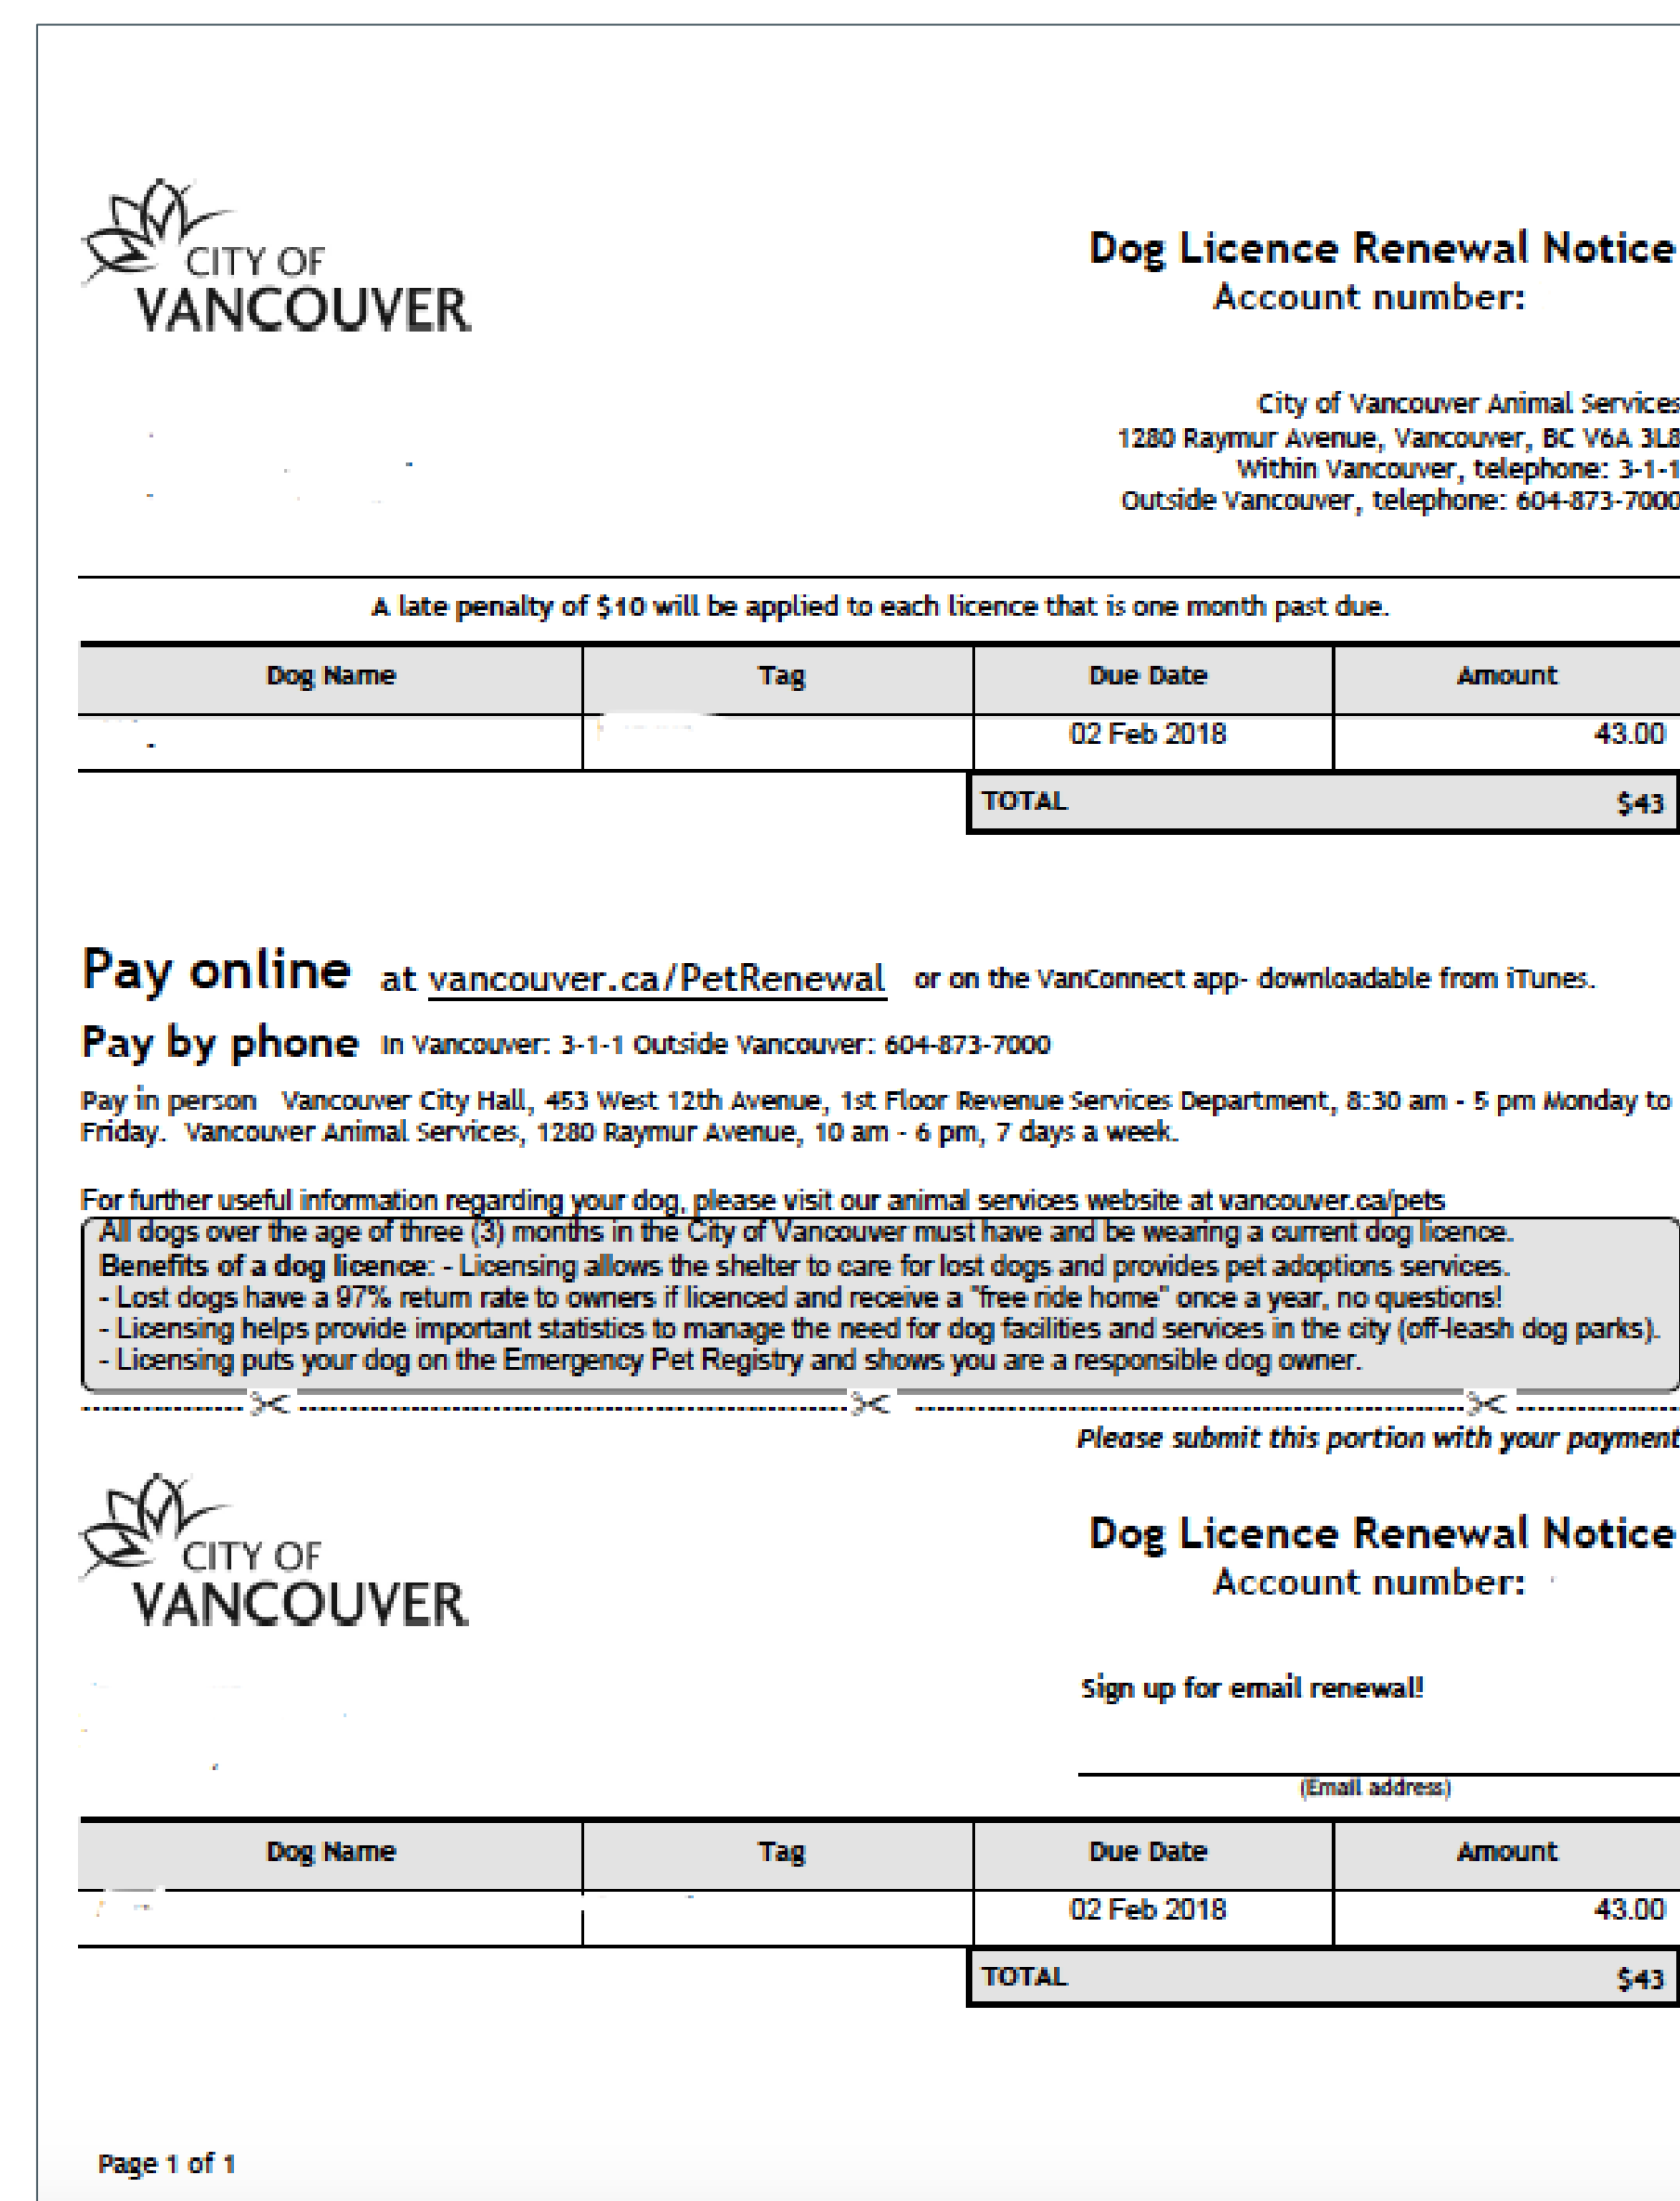 CITY OF
VANCOUVER
Dog Licence Renewal Notice
Account number:
City of Vancouver Animal Services
1280 Raymur Avenue, Vancouver, BC V6A 3L8
Within Vancouver, telephone: 3-1-1
Outside Vancouver, telephone: 604-873-7000
A late penalty of $10 will be applied to each licence that is one month past due.
Dog Name Tag Due Date Amount
02 Feb 2018 43.00
TOTAL $43
Pay online at vancouver.ca/PetRenewal or on the VanConnect app- downloadable from iTunes.
Pay by phone In Vancouver: 3-1-1 Outside Vancouver: 604-873-7000
Pay in person Vancouver City Hall, 453 West 12th Avenue, 1st Floor Revenue Services Department, 8:30 am - 5 pm Monday to
Friday. Vancouver Animal Services, 1280 Raymur Avenue, 10 am - 6 pm, 7 days a week.
For further useful information regarding your dog, please visit our animal services website at vancouver.ca/pets
All dogs over the age of three (3) months in the City of Vancouver must have and be wearing a current dog licence.
Benefits of a dog licence: - Licensing allows the shelter to care for lost dogs and provides pet adoptions services.
- Lost dogs have a 97% return rate to owners if licenced and receive a "free ride home" once a year, no questions!
- Licensing helps provide important statistics to manage the need for dog facilities and services in the city (off-leash dog parks).
- Licensing puts your dog on the Emergency Pet Registry and shows you are a responsible dog owner.
Please submit this portion with your payment
CITY OF
VANCOUVER
Dog Licence Renewal Notice
Account number:
Sign up for email renewal!
(Email address)
Dog Name Tag Due Date Amount
02 Feb 2018 43.00
TOTAL $43
Page 1 of 1